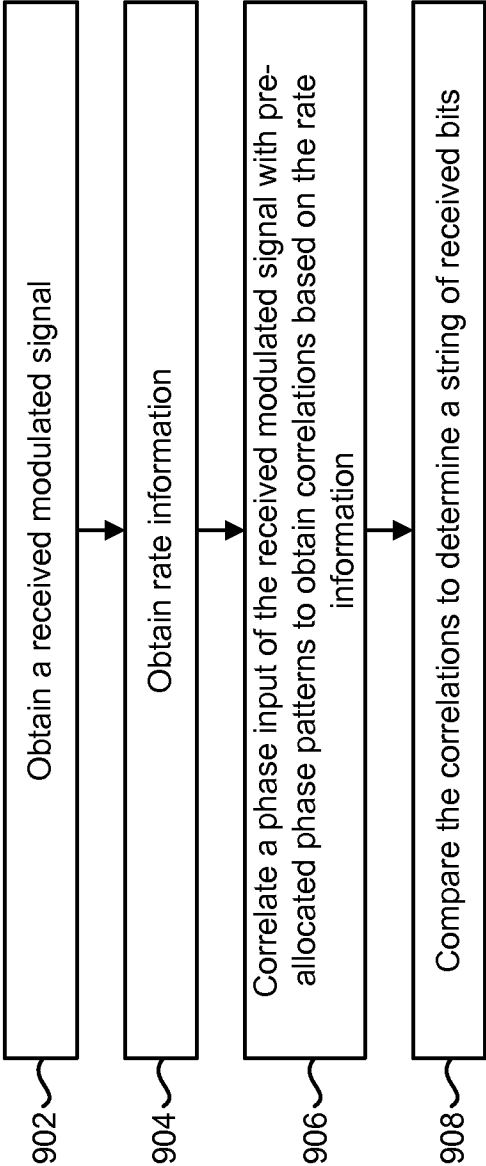 902
Obtain a received modulated signal
904
Obtain rate information
906
Correlate a phase input of the received modulated signal with pre-
allocated phase patterns to obtain correlations based on the rate
information
908
Compare the correlations to determine a string of received bits